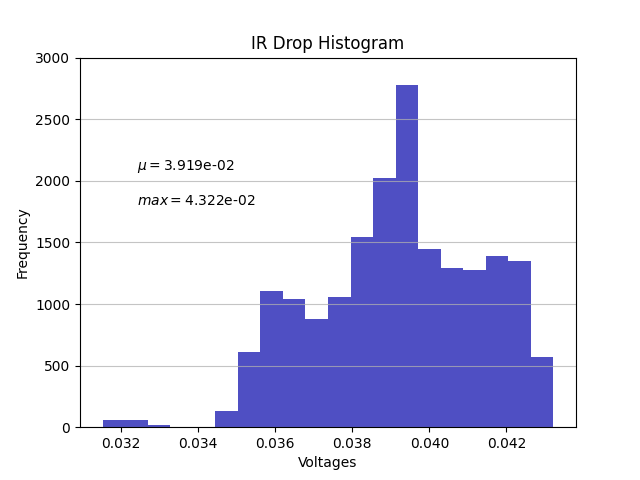 IR Drop Histogram
3000
2500
2000
1500
1000
500
0
Frequency
μ = 3.919e-02
max = 4.322e-02
0.032 0.034 0.036 0.038 0.040 0.042
Voltages